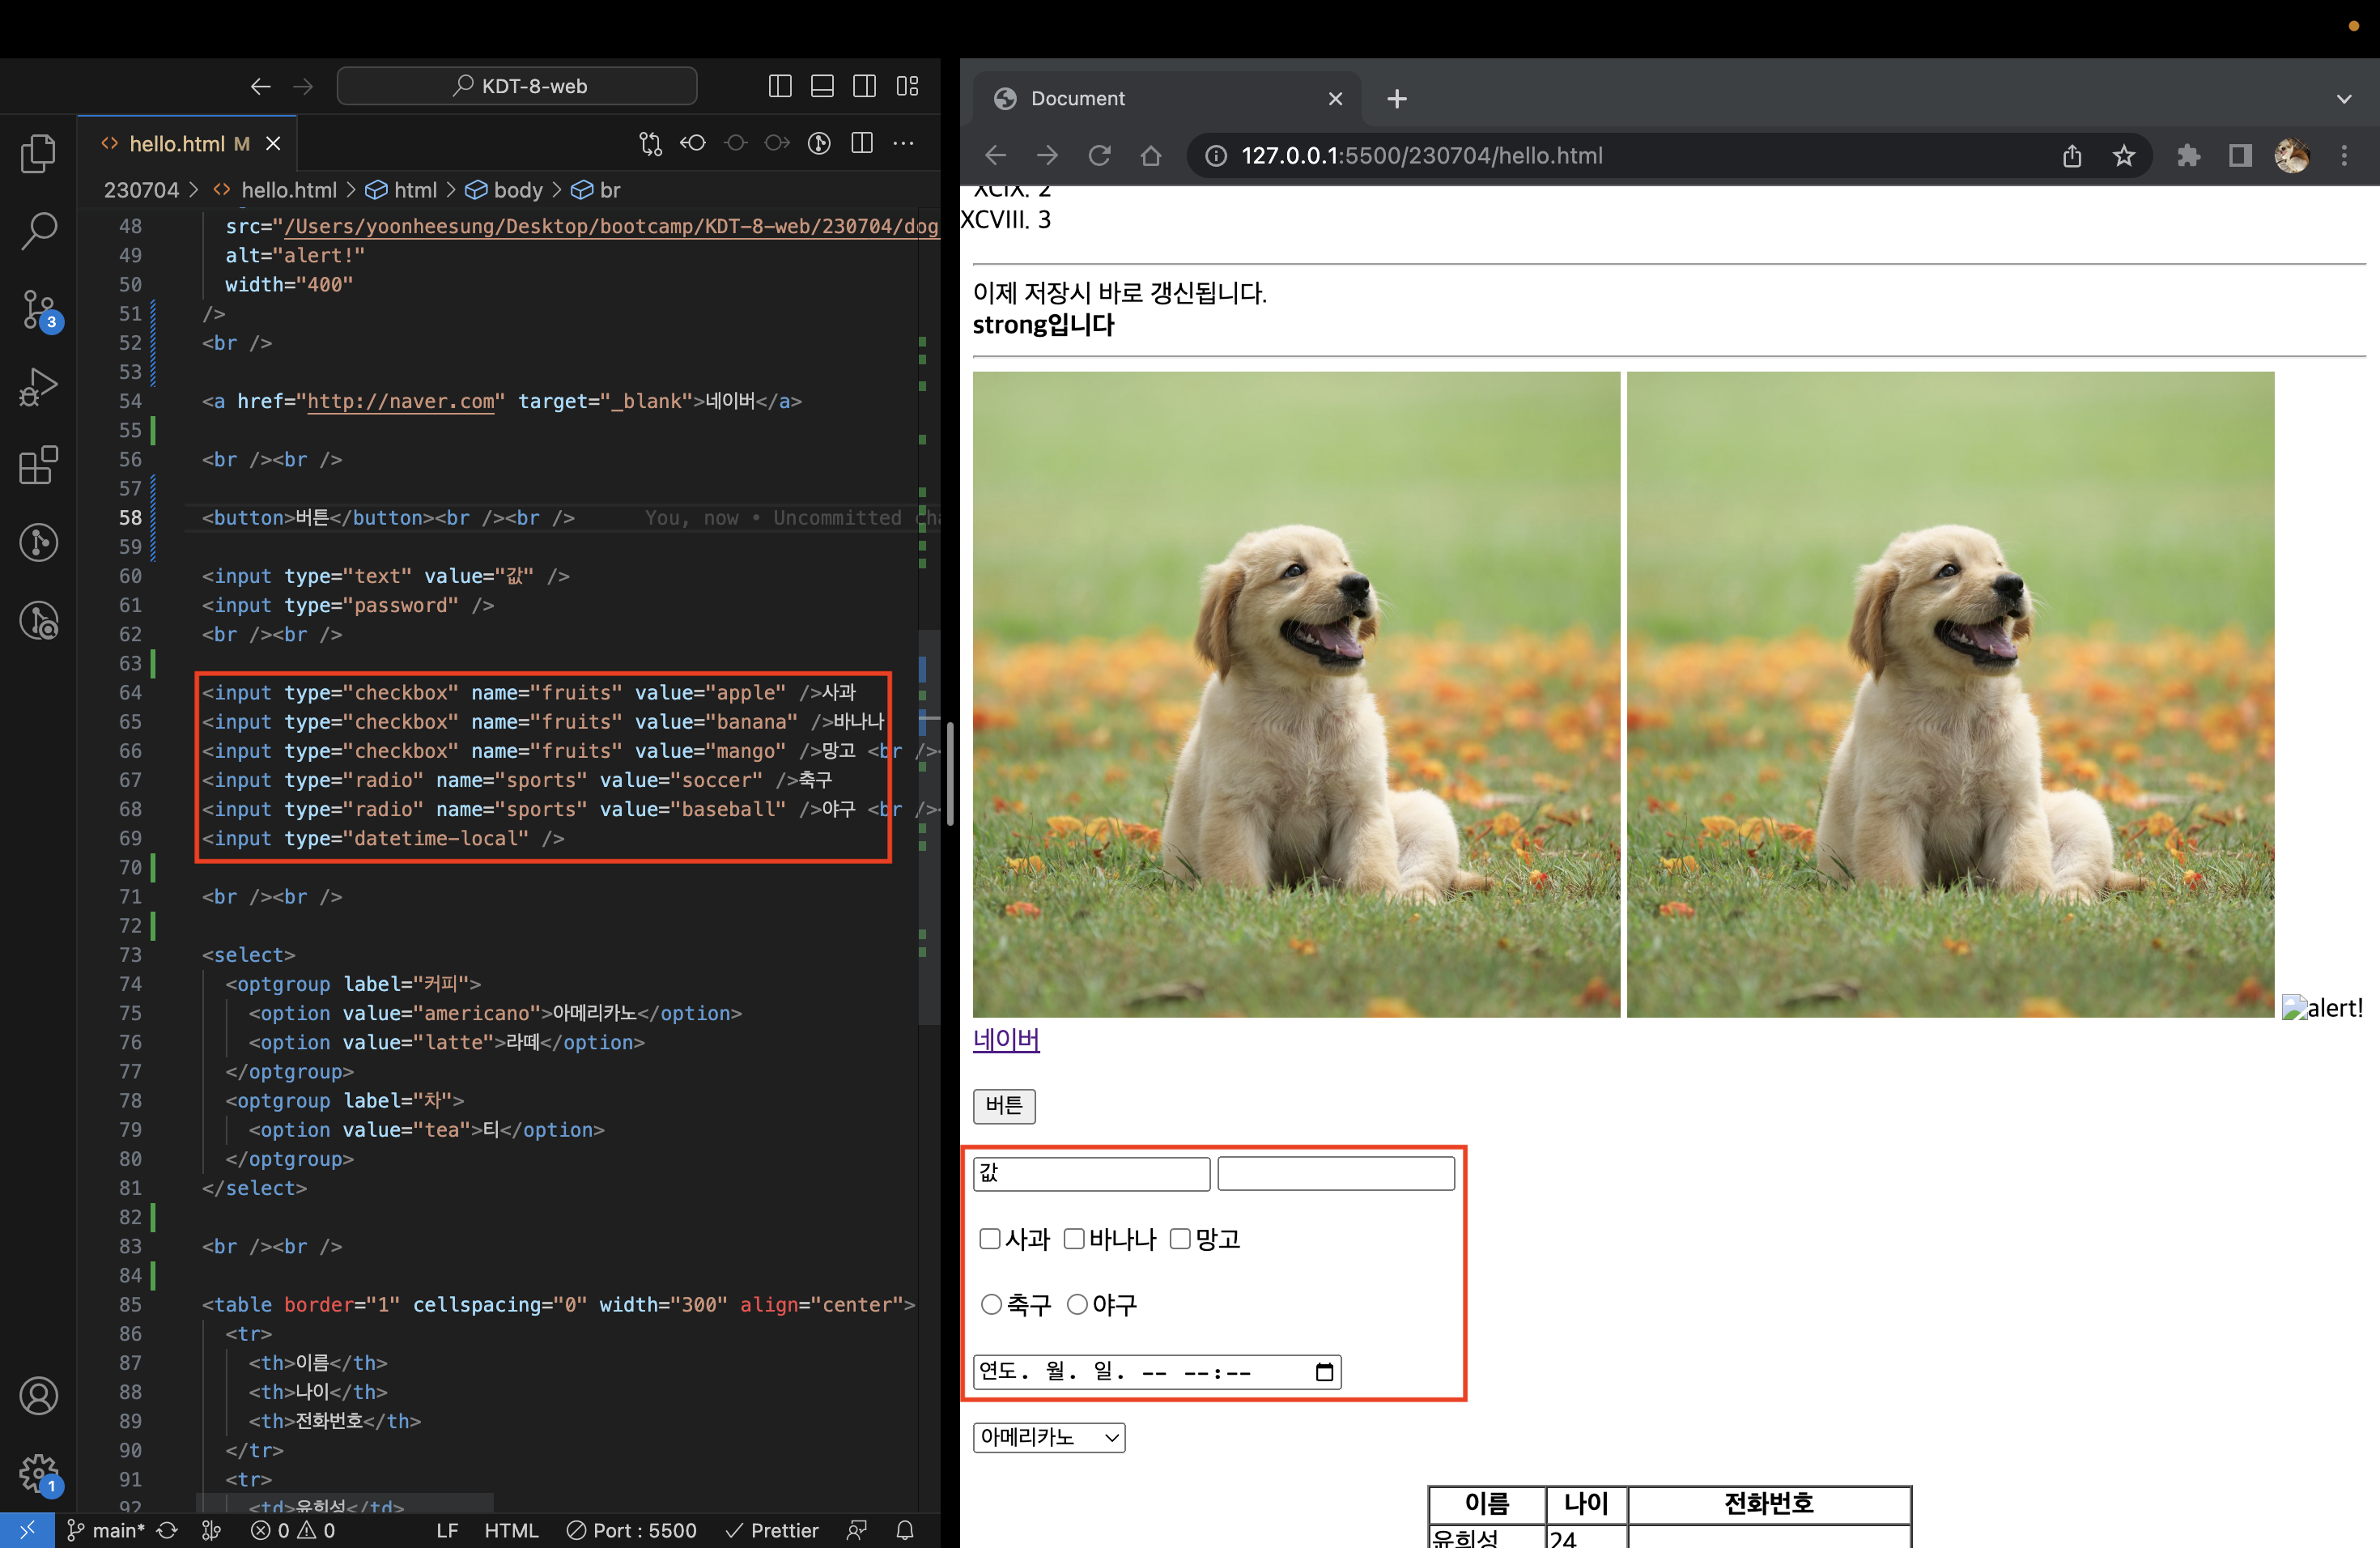 KDT-8-web
hello.html M
230704 > hello.html > html > body > br
48 src="/Users/yoonheesung/Desktop/bootcamp/KDT-8-web/230704/dog
49 alt="alert!"
50 width="400"
51 />
52 <br />
53
54 <a href="http://naver.com" target="_blank">네이버</a>
55
56 <br /><br />
57
58 <button>버튼</button><br /><br /> You, now • Uncommitted cha
59
60 <input type="text" value="값" />
61 <input type="password" />
62 <br /><br />
63
64 <input type="checkbox" name="fruits" value="apple" />사과
65 <input type="checkbox" name="fruits" value="banana" />바나나
66 <input type="checkbox" name="fruits" value="mango" />망고 <br /><
67 <input type="radio" name="sports" value="soccer" />축구
68 <input type="radio" name="sports" value="baseball" />야구 <br /><
69 <input type="datetime-local" />
70
71 <br /><br />
72
73 <select>
74 <optgroup label="커피">
75 <option value="americano">아메리카노</option>
76 <option value="latte">라떼</option>
77 </optgroup>
78 <optgroup label="차">
79 <option value="tea">티</option>
80 </optgroup>
81 </select>
82
83 <br /><br />
84
85 <table border="1" cellspacing="0" width="300" align="center">
86 <tr>
87 <th>이름</th>
88 <th>나이</th>
89 <th>전화번호</th>
90 </tr>
91 <tr>
92 <td>윤희성</td>
3
1
main* 0 0 LF HTML Port : 5500 Prettier
Document
127.0.0.1:5500/230704/hello.html
XCIX. 2
XCVIII. 3
이제 저장시 바로 갱신됩니다.
strong입니다
alert!
네이버
버튼
값
사과 바나나 망고
축구 야구
연도. 월. 일. -- --:--
아메리카노
이름 나이 전화번호
윤희성 24